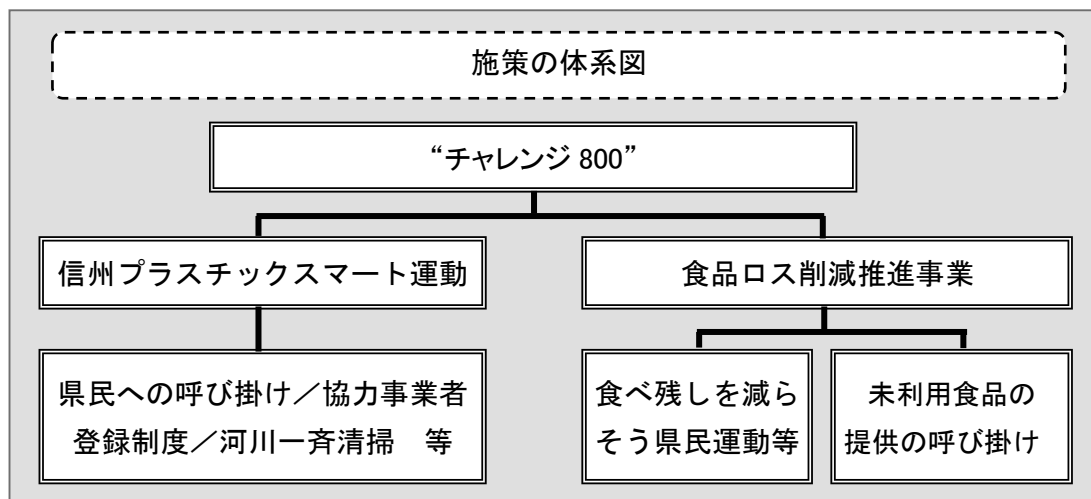 施策の体系図
“チャレンジ 800”
信州プラスチックスマート運動
食品ロス削減推進事業
県民への呼び掛け／協力事業者
登録制度／河川一斉清掃　等
食べ残しを減ら
そう県民運動等
未利用食品の
提供の呼び掛け